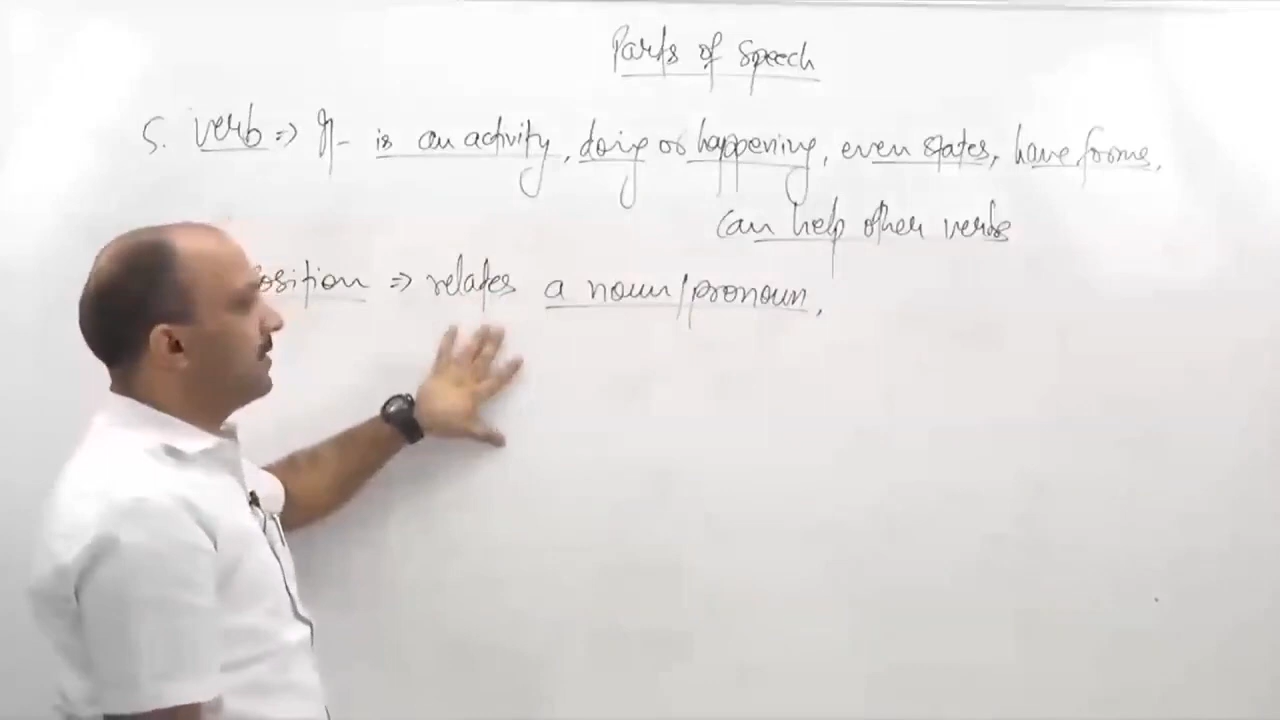 Parts of Speech
5. Verb => It is an activity, doing or happening, even states, have forms,
can help other verbs
osition => relates a noun/pronoun,